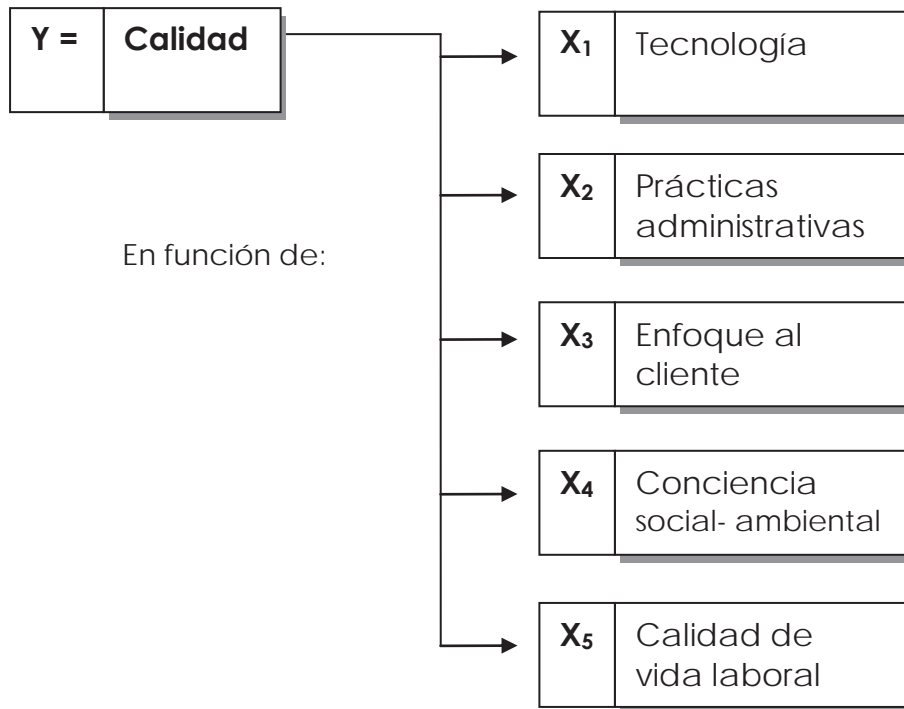 Y = Calidad
En función de:
X₁ Tecnología
X₂ Prácticas
administrativas
X₃ Enfoque al
cliente
X₄ Conciencia
social- ambiental
X₅ Calidad de
vida laboral